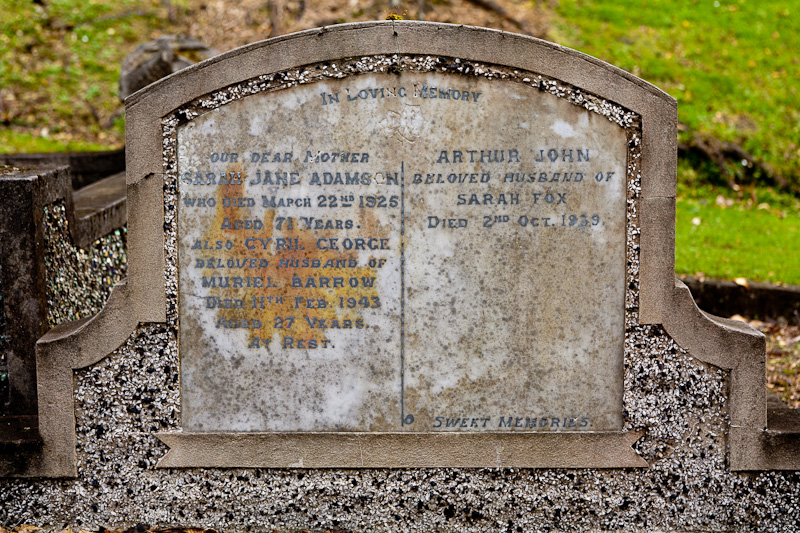 IN LOVING MEMORY
OUR DEAR MOTHER
SARAH JANE ADAMSON
WHO DIED MARCH 22ND 1925
AGED 71 YEARS.
ALSO CYRIL GEORGE
BELOVED HUSBAND OF
MURIEL BARROW
DIED 11TH FEB. 1943
AGED 27 YEARS.
AT REST.
ARTHUR JOHN
BELOVED HUSBAND OF
SARAH FOX
DIED 2ND OCT. 1939.
SWEET MEMORIES.